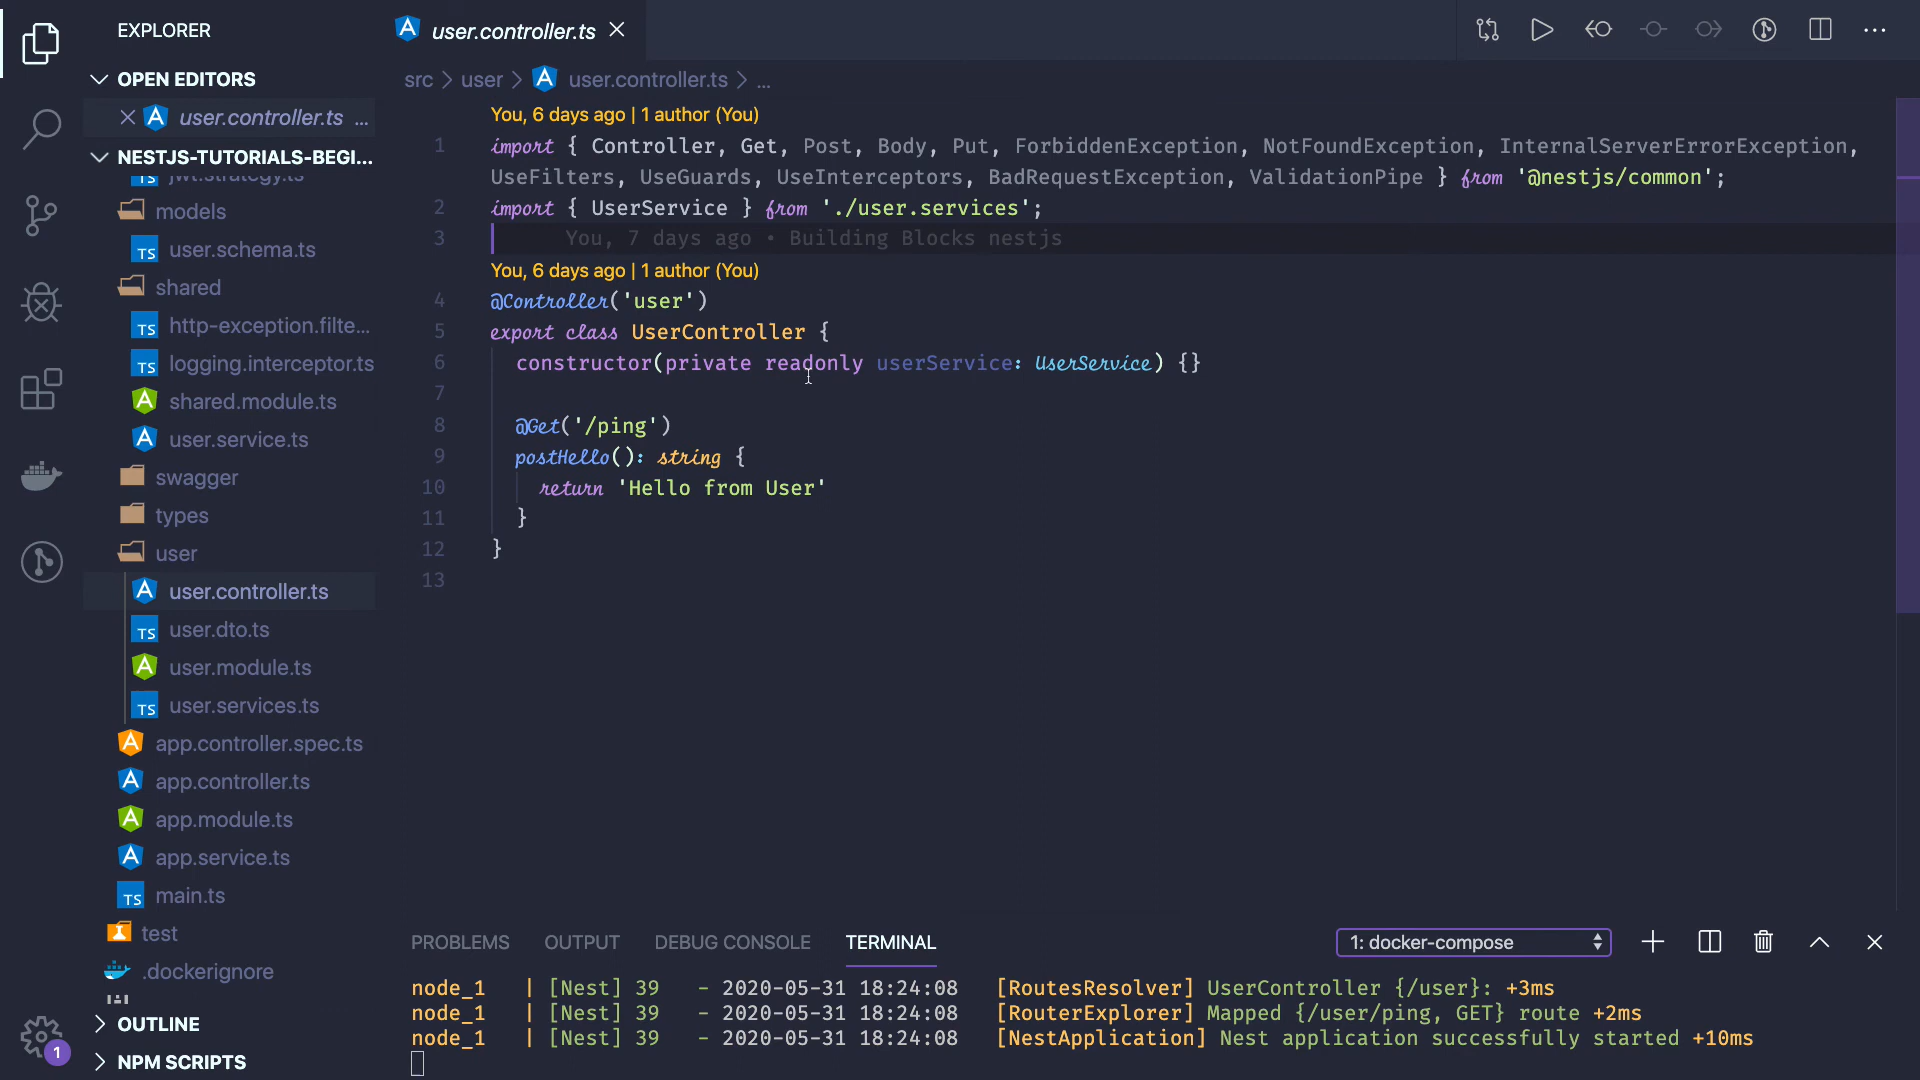 EXPLORER
OPEN EDITORS
user.controller.ts ...
NESTJS-TUTORIALS-BEGI...
jwt.strategy.ts
models
TS user.schema.ts
shared
TS http-exception.filte...
TS logging.interceptor.ts
shared.module.ts
user.service.ts
swagger
types
user
user.controller.ts
TS user.dto.ts
user.module.ts
TS user.services.ts
app.controller.spec.ts
app.controller.ts
app.module.ts
app.service.ts
TS main.ts
test
.dockerignore
OUTLINE
NPM SCRIPTS
1
user.controller.ts
src > user > user.controller.ts > ...
You, 6 days ago | 1 author (You)
1 import { Controller, Get, Post, Body, Put, ForbiddenException, NotFoundException, InternalServerErrorException,
UseFilters, UseGuards, UseInterceptors, BadRequestException, ValidationPipe } from '@nestjs/common';
2 import { UserService } from './user.services';
3 You, 7 days ago • Building Blocks nestjs
You, 6 days ago | 1 author (You)
4 @Controller('user')
5 export class UserController {
6 constructor(private readonly userService: UserService) {}
7
8 @Get('/ping')
9 postHello(): string {
10 return 'Hello from User'
11 }
12 }
13
PROBLEMS OUTPUT DEBUG CONSOLE TERMINAL 1: docker-compose
node_1 | [Nest] 39 - 2020-05-31 18:24:08 [RoutesResolver] UserController {/user}: +3ms
node_1 | [Nest] 39 - 2020-05-31 18:24:08 [RouterExplorer] Mapped {/user/ping, GET} route +2ms
node_1 | [Nest] 39 - 2020-05-31 18:24:08 [NestApplication] Nest application successfully started +10ms